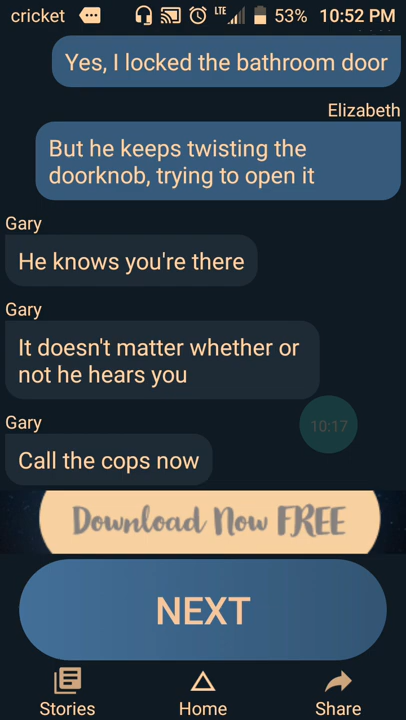 cricket LTE 53% 10:52 PM
Yes, I locked the bathroom door
Elizabeth
But he keeps twisting the
doorknob, trying to open it
Gary
He knows you're there
Gary
It doesn't matter whether or
not he hears you
10:17
Gary
Call the cops now
Download Now FREE
NEXT
Stories Home Share